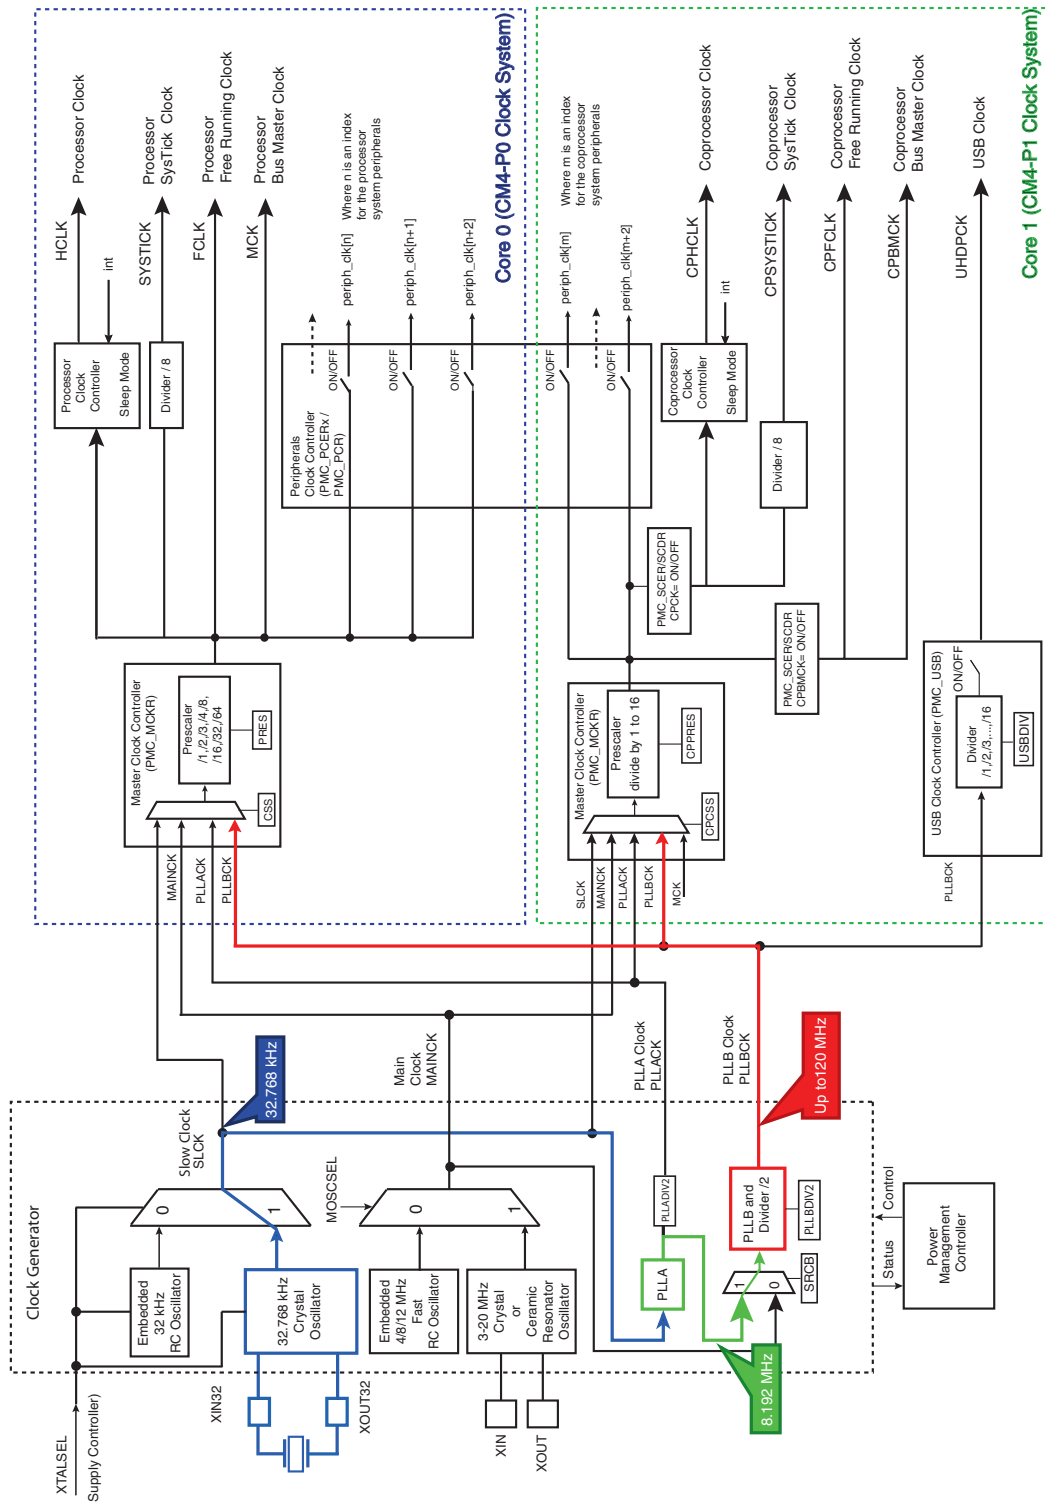 XTALSEL
(Supply Controller)
Clock Generator
Embedded
32 kHz
RC Oscillator
0
1
Slow Clock
SLCK
32.768 kHz
XIN32
XOUT32
32.768 kHz
Crystal
Oscillator
MOSCSEL
Embedded
4/8/12 MHz
Fast
RC Oscillator
0
1
3-20 MHz
Crystal
or
Ceramic
Resonator
Oscillator
XIN
XOUT
Main
Clock
MAINCK
PLLA
PLLADIV2
PLLA Clock
PLLACK
8.192 MHz
1
0
SRCB
PLLB and
Divider /2
PLLBDIV2
PLLB Clock
PLLBCK
Up to120 MHz
Status
Control
Power
Management
Controller
MAINCK
PLLACK
PLLBCK
Master Clock Controller
(PMC_MCKR)
Prescaler
/1,/2,/3,/4,/8,
/16,/32,/64
CSS
PRES
Processor
Clock
Controller
Sleep Mode
int
HCLK
Processor Clock
Divider / 8
SYSTICK
Processor
SysTick Clock
FCLK
Processor
Free Running Clock
MCK
Processor
Bus Master Clock
Peripherals
Clock Controller
(PMC_PCERx /
PMC_PCR)
ON/OFF
periph_clk[n]
Where n is an index
for the processor
system peripherals
ON/OFF
periph_clk[n+1]
ON/OFF
periph_clk[n+2]
Core 0 (CM4-P0 Clock System)
SLCK
MAINCK
PLLACK
PLLBCK
MCK
Master Clock Controller
(PMC_MCKR)
Prescaler
divide by 1 to 16
CPCSS
CPPRES
ON/OFF
periph_clk[m]
Where m is an index
for the coprocessor
system peripherals
ON/OFF
periph_clk[m+2]
PMC_SCER/SCDR
CPCK= ON/OFF
Coprocessor
Clock
Controller
Sleep Mode
int
CPHCLK
Coprocessor Clock
Divider / 8
CPSYSTICK
Coprocessor
SysTick Clock
PMC_SCER/SCDR
CPBMCK= ON/OFF
CPFCLK
Coprocessor
Free Running Clock
CPBMCK
Coprocessor
Bus Master Clock
PLLBCK
USB Clock Controller (PMC_USB)
Divider
/1,/2,/3,...,/16
ON/OFF
USBDIV
UHDPCK
USB Clock
Core 1 (CM4-P1 Clock System)